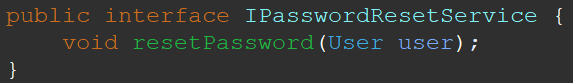 public interface IPasswordResetService {
    void resetPassword(User user);
}